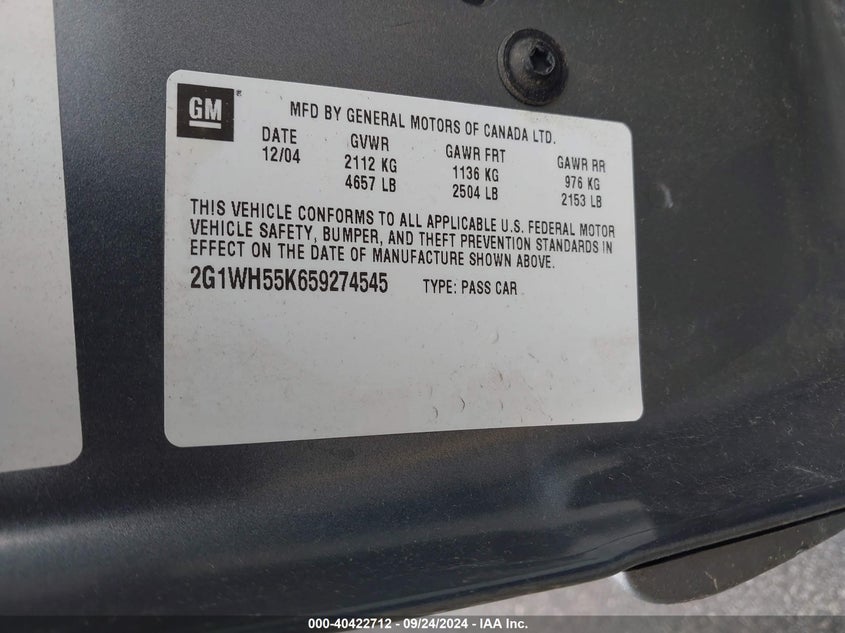 GM
MFD BY GENERAL MOTORS OF CANADA LTD.
DATE GVWR GAWR FRT GAWR RR
12/04 2112 KG 1136 KG 976 KG
4657 LB 2504 LB 2153 LB
THIS VEHICLE CONFORMS TO ALL APPLICABLE U.S. FEDERAL MOTOR
VEHICLE SAFETY, BUMPER, AND THEFT PREVENTION STANDARDS IN
EFFECT ON THE DATE OF MANUFACTURE SHOWN ABOVE.
2G1WH55K659274545 TYPE: PASS CAR
000-40422712 - 09/24/2024 - IAA Inc.